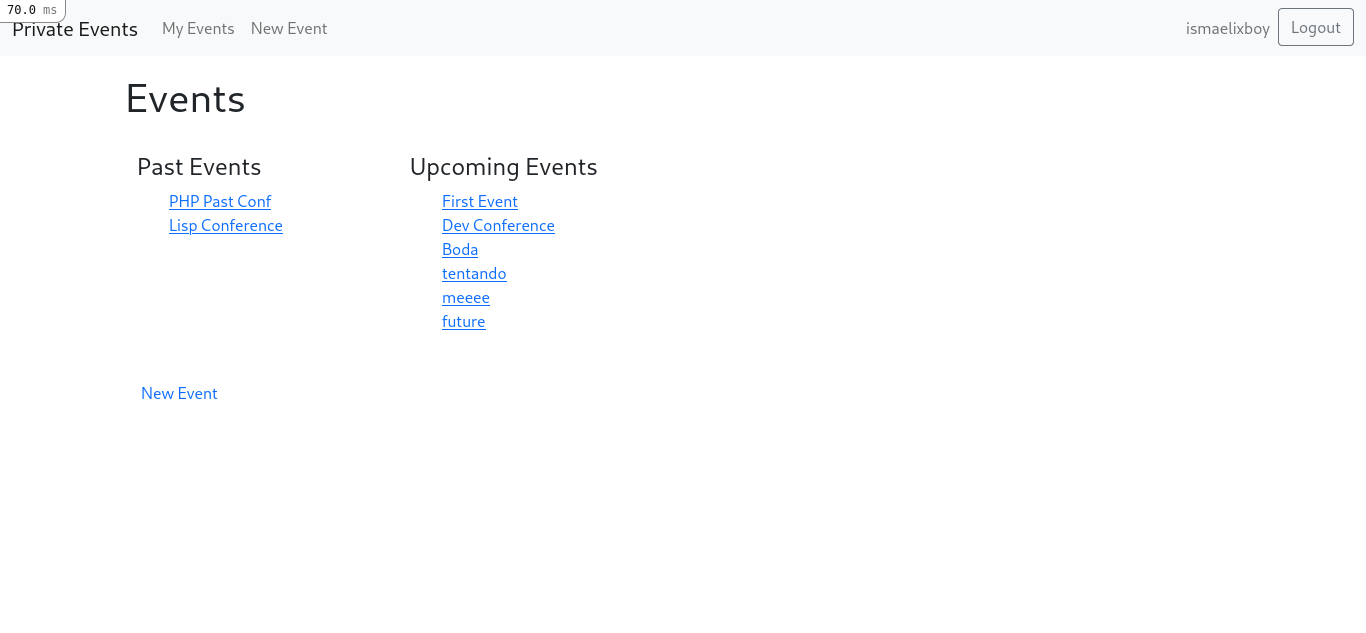 70.0 ms
Private Events My Events New Event ismaelixboy Logout
Events
Past Events
PHP Past Conf
Lisp Conference
Upcoming Events
First Event
Dev Conference
Boda
tentando
meeee
future
New Event